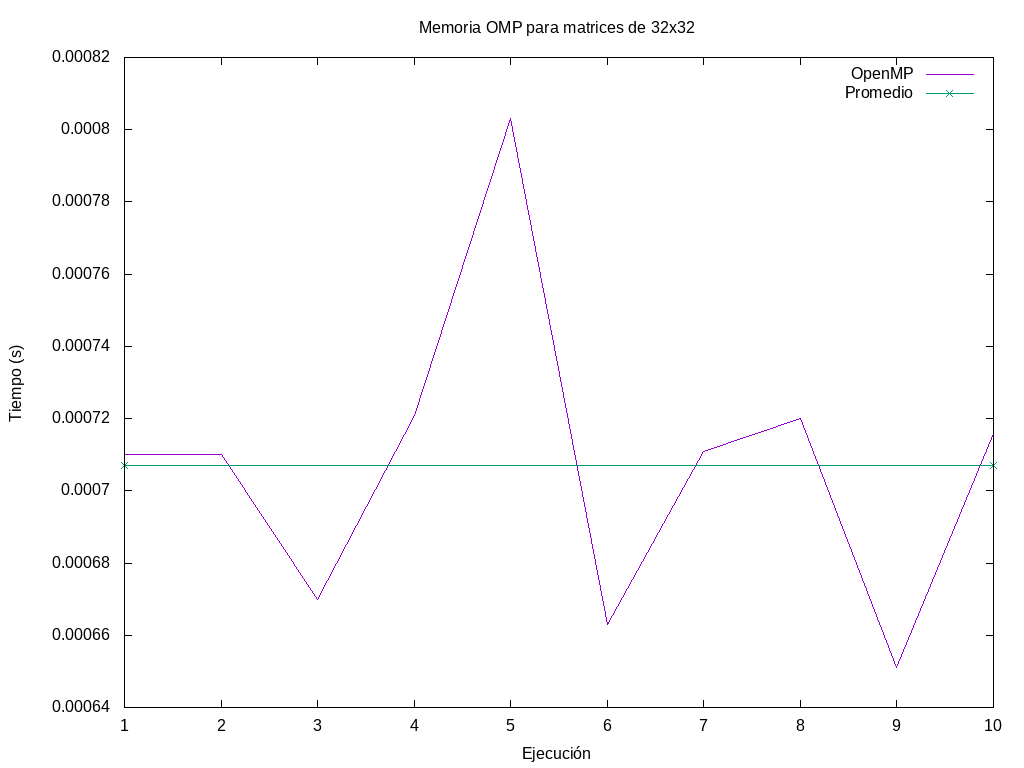 Memoria OMP para matrices de 32x32
OpenMP
Promedio
0.00082
0.0008
0.00078
0.00076
0.00074
0.00072
0.0007
0.00068
0.00066
0.00064
Tiempo (s)
1 2 3 4 5 6 7 8 9 10
Ejecución